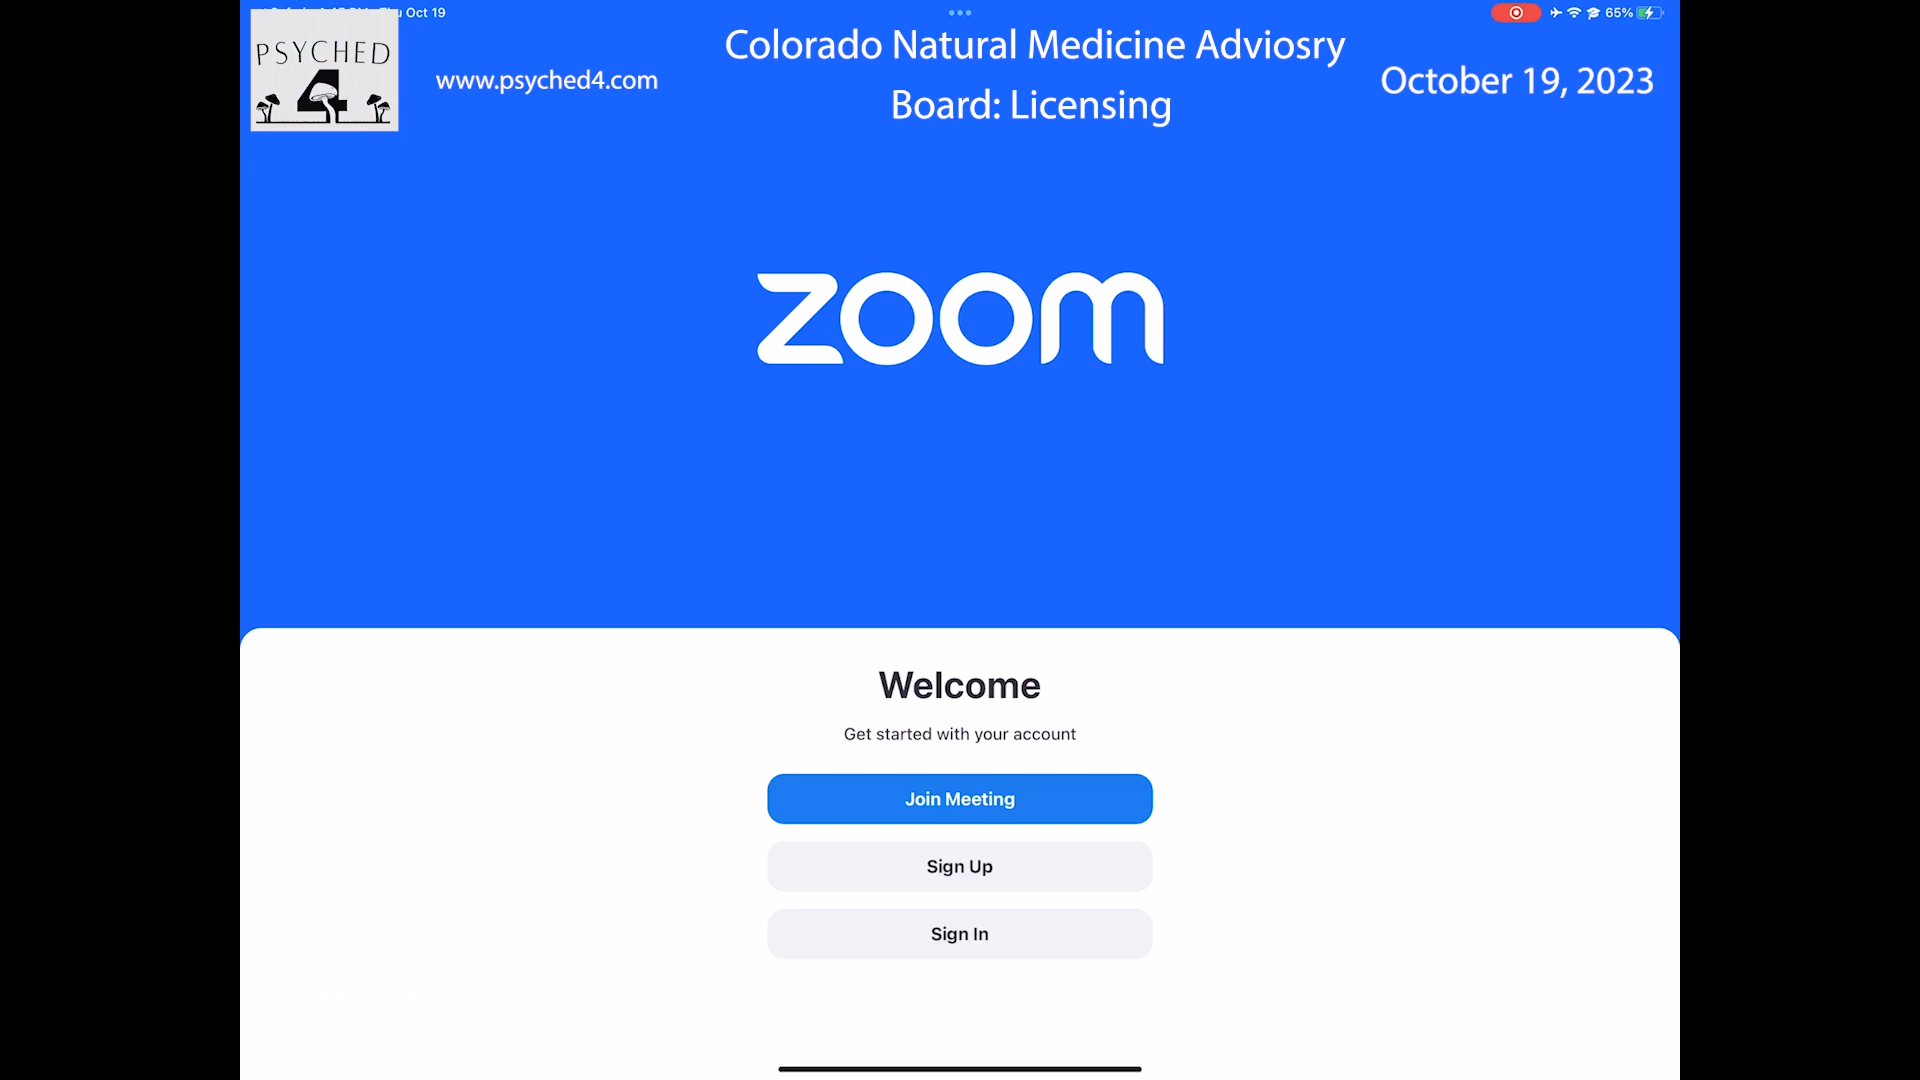 Oct 19
65%
PSYCHED
4
www.psyched4.com
Colorado Natural Medicine Adviosry
Board: Licensing
October 19, 2023
zoom
Welcome
Get started with your account
Join Meeting
Sign Up
Sign In